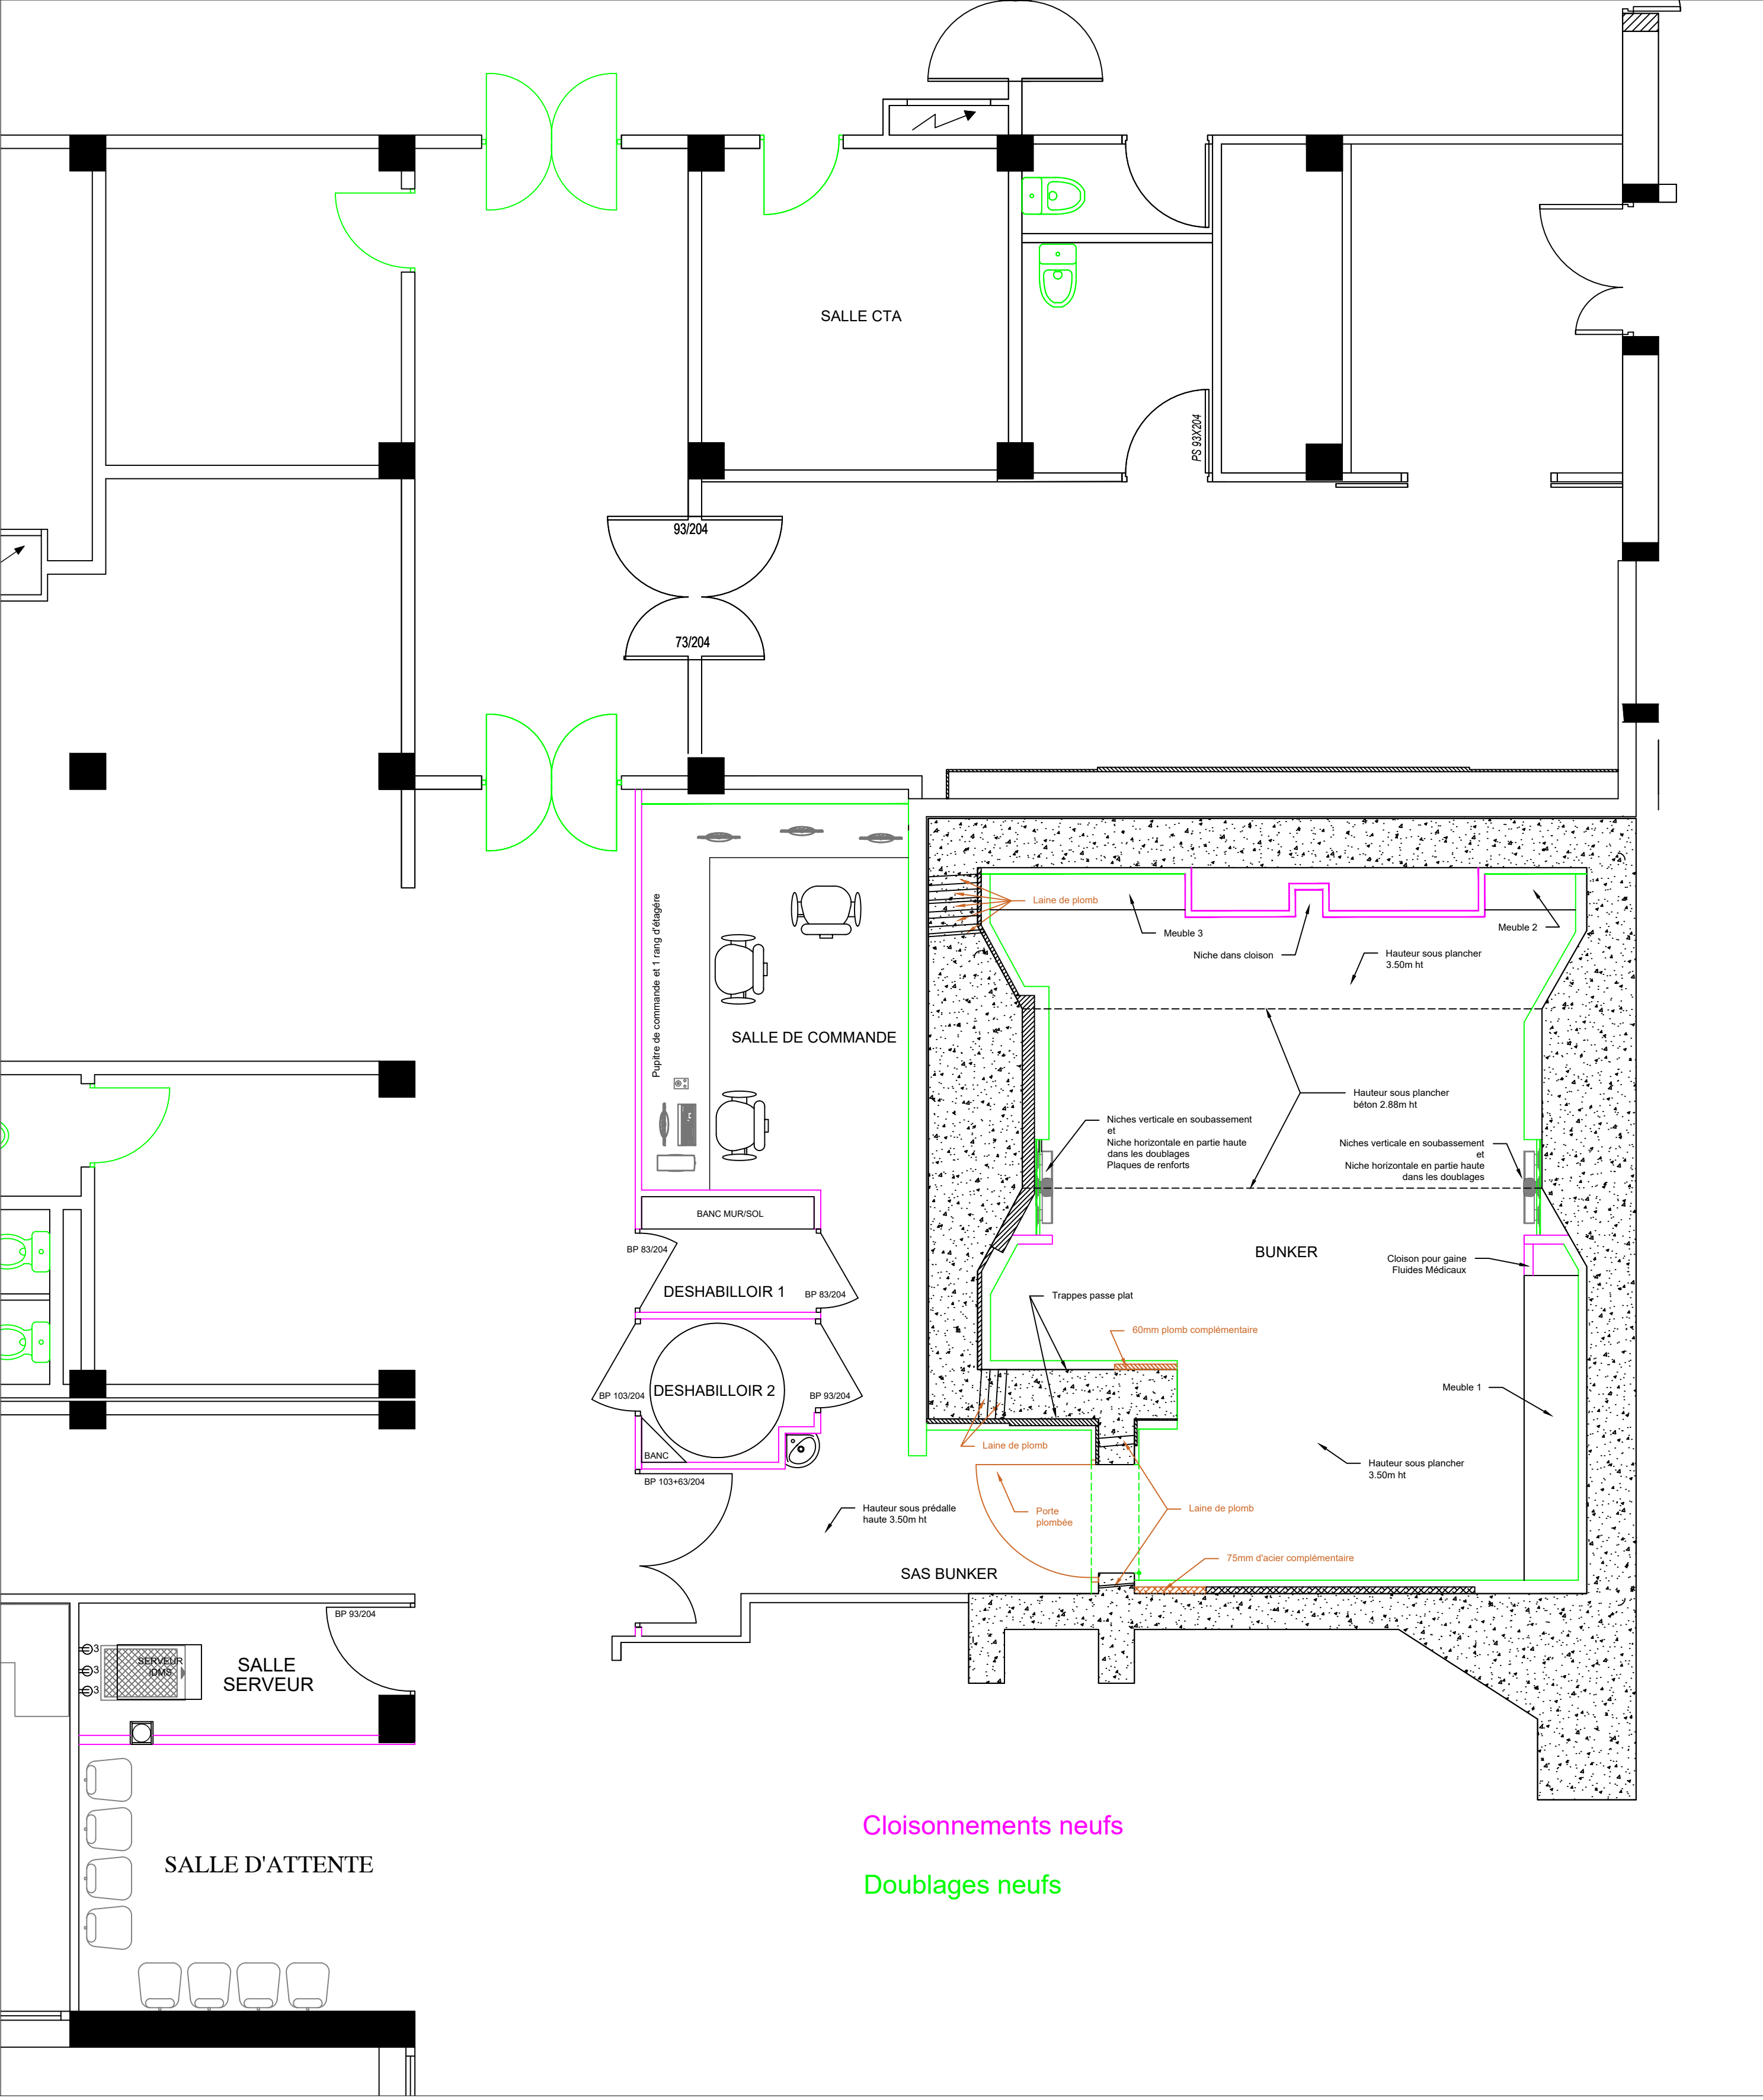 SALLE CTA
PS 93X204
93/204
73/204
Laine de plomb
Meuble 3
Meuble 2
Niche dans cloison
Hauteur sous plancher
3.50m ht
Pupitre de commande et 1 rang d'étagére
SALLE DE COMMANDE
Hauteur sous plancher
béton 2.88m ht
Niches verticale en soubassement
et
Niche horizontale en partie haute
dans les doublages
Plaques de renforts
Niches verticale en soubassement
et
Niche horizontale en partie haute
dans les doublages
BANC MUR/SOL
BP 83/204
BUNKER
Cloison pour gaine
Fluides Médicaux
DESHABILLOIR 1
BP 83/204
Trappes passe plat
60mm plomb complémentaire
BP 103/204
DESHABILLOIR 2
BP 93/204
Meuble 1
BANC
Laine de plomb
BP 103+63/204
Hauteur sous plancher
3.50m ht
Hauteur sous prédalle
haute 3.50m ht
Porte
plombée
Laine de plomb
75mm d'acier complémentaire
SAS BUNKER
BP 93/204
3
3
3
SERVEUR
iDMS
SALLE
SERVEUR
Cloisonnements neufs
SALLE D'ATTENTE
Doublages neufs